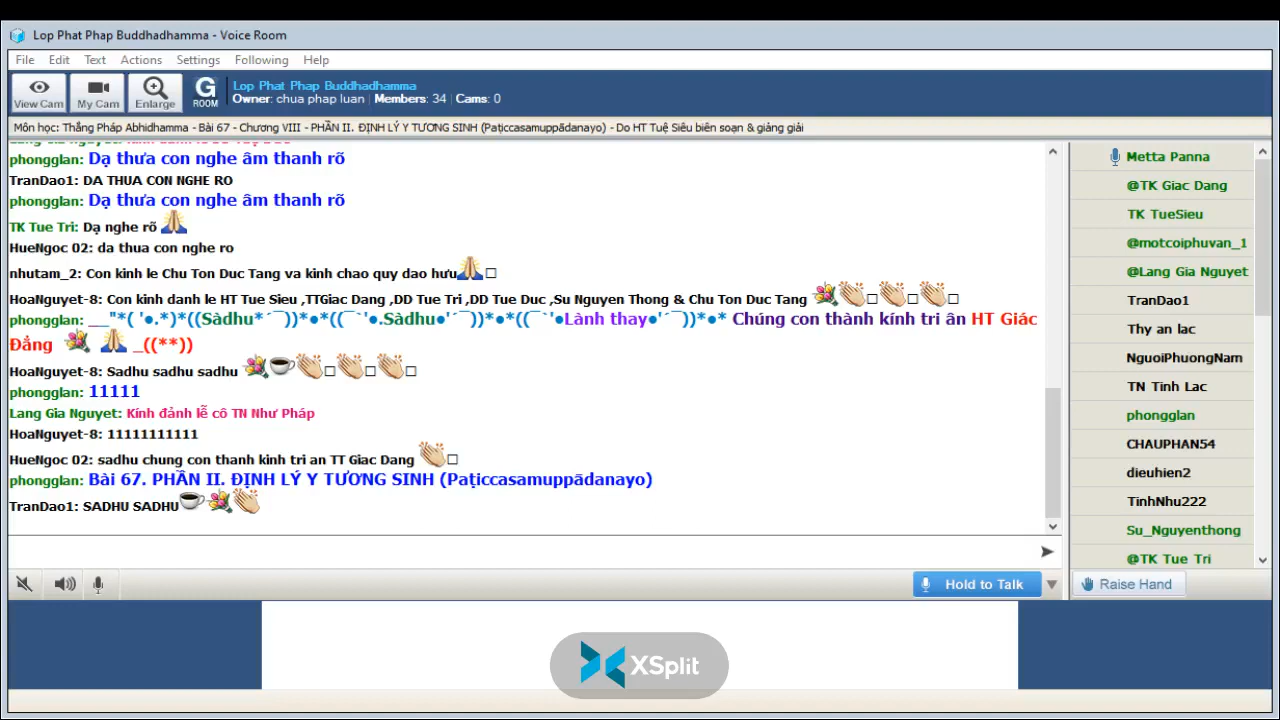 Lop Phat Phap Buddhadhamma - Voice Room
File Edit Text Actions Settings Following Help
View Cam My Cam Enlarge G ROOM
Lop Phat Phap Buddhadhamma
Owner: chua phap luan | Members: 34 | Cams: 0
Môn học: Thắng Pháp Abhidhamma - Bài 67 - Chương VIII - PHẦN II. ĐỊNH LÝ Y TƯƠNG SINH (Paṭiccasamuppādanayo) - Do HT Tuệ Siêu biên soạn & giảng giải
phongglan: Dạ thưa con nghe âm thanh rõ
TranDao1: DA THUA CON NGHE RO
phongglan: Dạ thưa con nghe âm thanh rõ
TK Tue Tri: Dạ nghe rõ
HueNgoc 02: da thua con nghe ro
nhutam_2: Con kinh le Chu Ton Duc Tang va kinh chao quy dao hưu
HoaNguyet-8: Con kinh danh le HT Tue Sieu ,TTGiac Dang ,DD Tue Tri ,DD Tue Duc ,Su Nguyen Thong & Chu Ton Duc Tang
phongglan: __"*( '●.*)*((Sàdhu*´¯))*●*((¯`'●.Sàdhu●'´¯))*●*((¯`'●Lành thay●'´¯))*●* Chúng con thành kính tri ân HT Giác
Đẳng _((**))
HoaNguyet-8: Sadhu sadhu sadhu
phongglan: 11111
Lang Gia Nguyet: Kính đảnh lễ cô TN Như Pháp
HoaNguyet-8: 11111111111
HueNgoc 02: sadhu chung con thanh kinh tri an TT Giac Dang
phongglan: Bài 67. PHẦN II. ĐỊNH LÝ Y TƯƠNG SINH (Paṭiccasamuppādanayo)
TranDao1: SADHU SADHU
Metta Panna
@TK Giac Dang
TK TueSieu
@motcoiphuvan_1
@Lang Gia Nguyet
TranDao1
Thy an lac
NguoiPhuongNam
TN Tinh Lac
phongglan
CHAUPHAN54
dieuhien2
TinhNhu222
Su_Nguyenthong
@TK Tue Tri
Hold to Talk
Raise Hand
XSplit